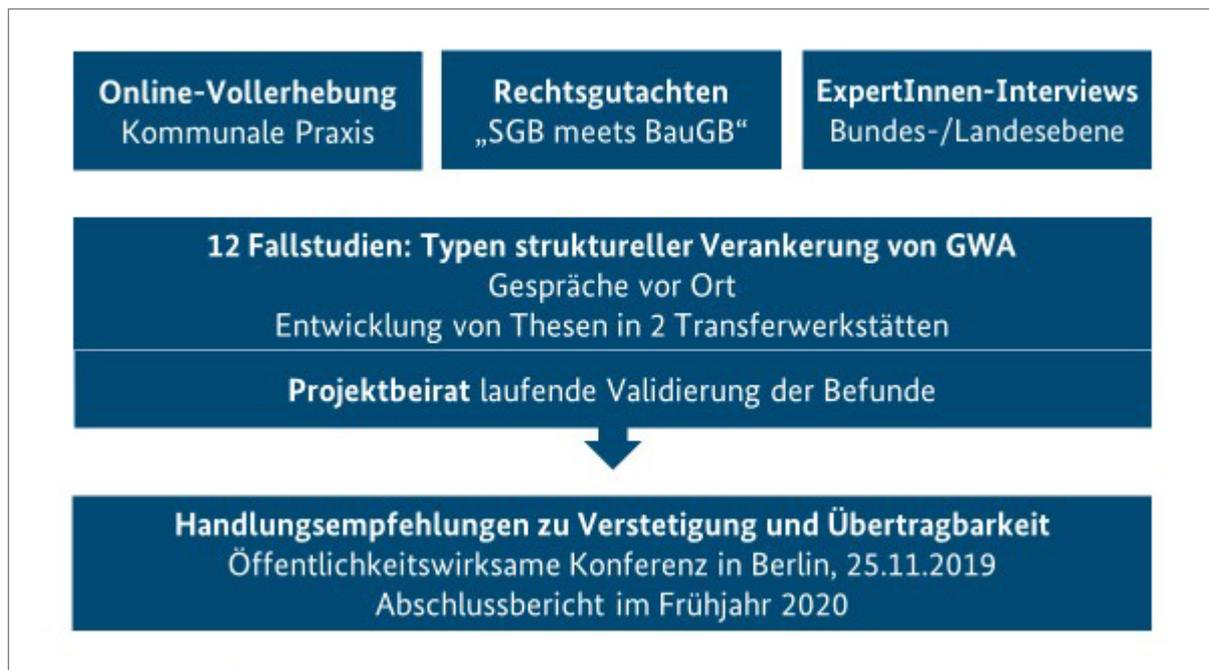 Online-Vollerhebung
Kommunale Praxis
Rechtsgutachten
„SGB meets BauGB“
ExpertInnen-Interviews
Bundes-/Landesebene
12 Fallstudien: Typen struktureller Verankerung von GWA
Gespräche vor Ort
Entwicklung von Thesen in 2 Transferwerkstätten
Projektbeirat laufende Validierung der Befunde
Handlungsempfehlungen zu Verstetigung und Übertragbarkeit
Öffentlichkeitswirksame Konferenz in Berlin, 25.11.2019
Abschlussbericht im Frühjahr 2020